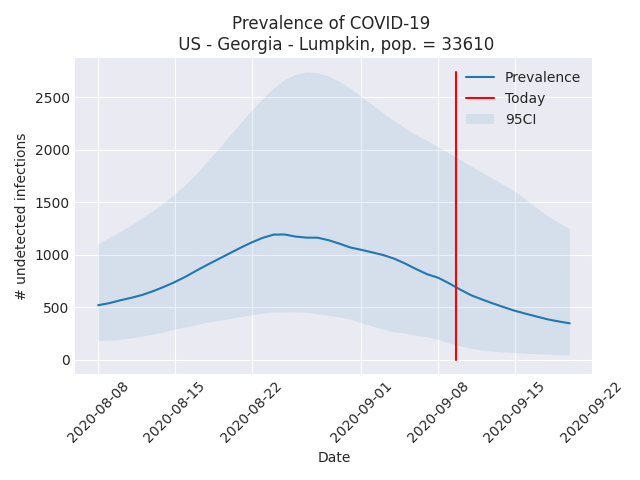 Prevalence of COVID-19
US - Georgia - Lumpkin, pop. = 33610
Prevalence
Today
95CI
# undetected infections
2500
2000
1500
1000
500
0
2020-08-08
2020-08-15
2020-08-22
2020-09-01
2020-09-08
2020-09-15
2020-09-22
Date